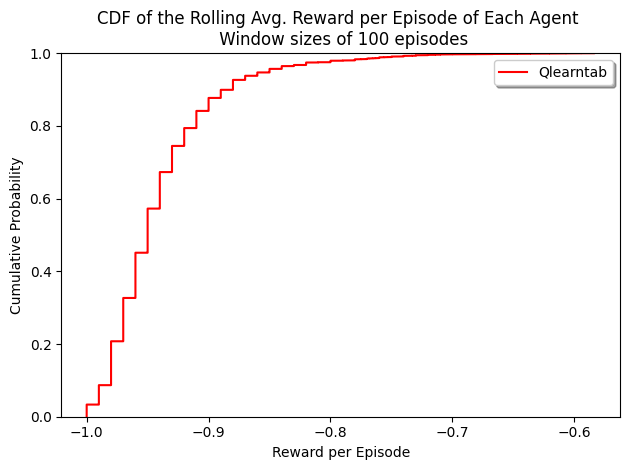 CDF of the Rolling Avg. Reward per Episode of Each Agent
Window sizes of 100 episodes
Qlearntab
1.0
0.8
0.6
0.4
0.2
0.0
Cumulative Probability
−1.0
−0.9
−0.8
−0.7
−0.6
Reward per Episode